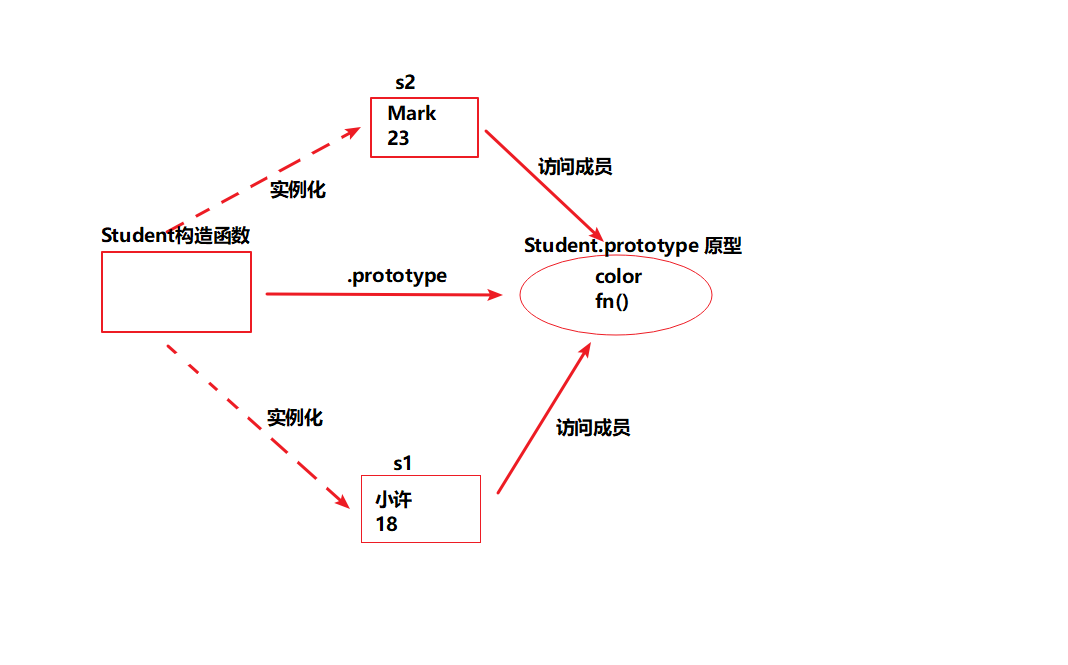 s2
Mark
23
访问成员
实例化
Student构造函数
Student.prototype 原型
.prototype
color
fn()
实例化
访问成员
s1
小许
18